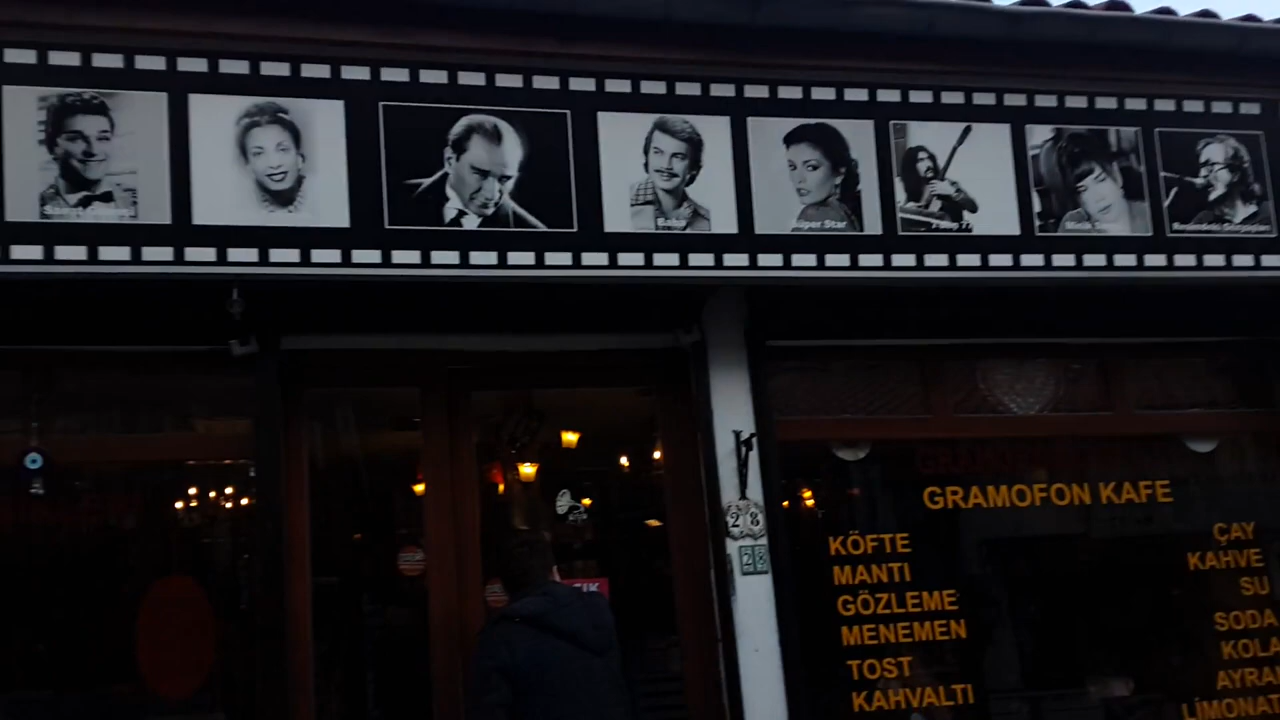 Süper Star
GRAMOFON KAFE
KÖFTE
MANTI
GÖZLEME
MENEMEN
TOST
KAHVALTI
ÇAY
KAHVE
SU
SODA
KOLA
AYRAN
LİMONAT
28
28